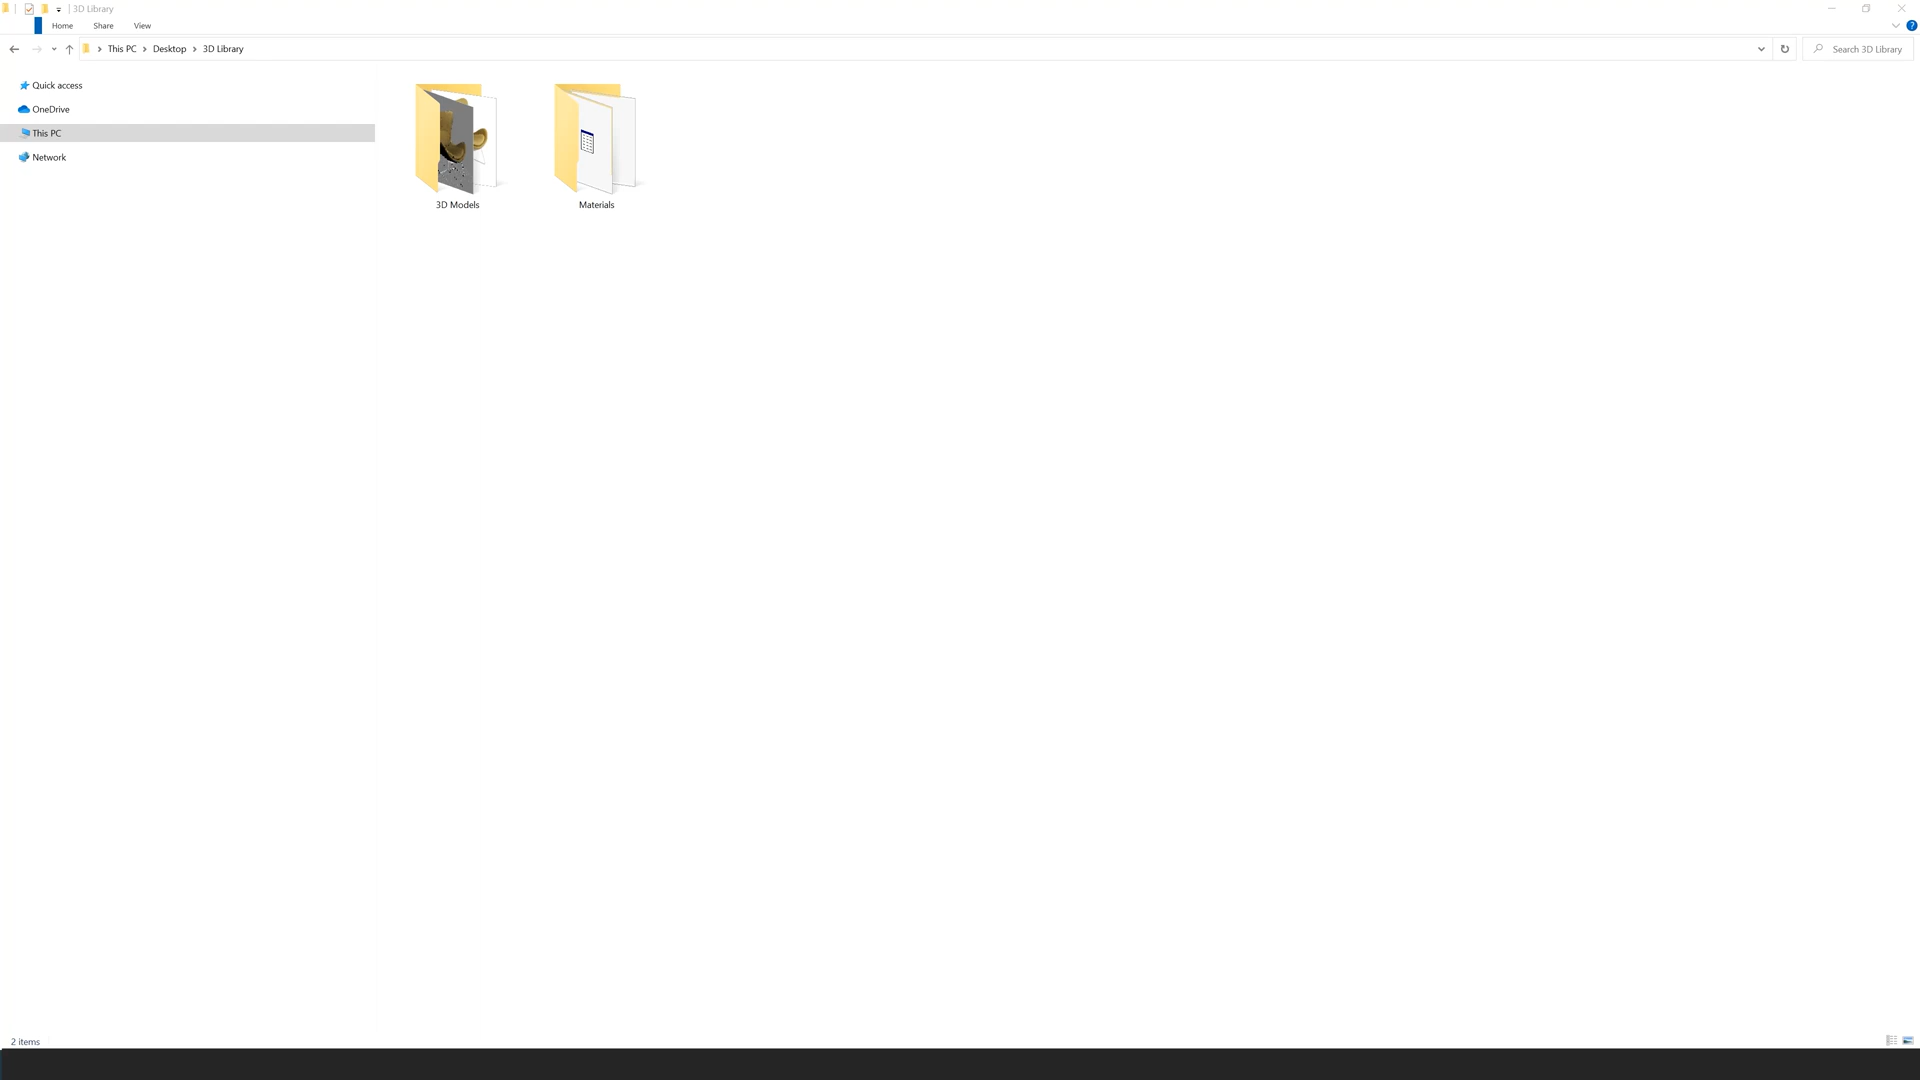 3D Library
Home Share View
This PC Desktop 3D Library
Search 3D Library
Quick access
OneDrive
This PC
Network
3D Models
Materials
2 items